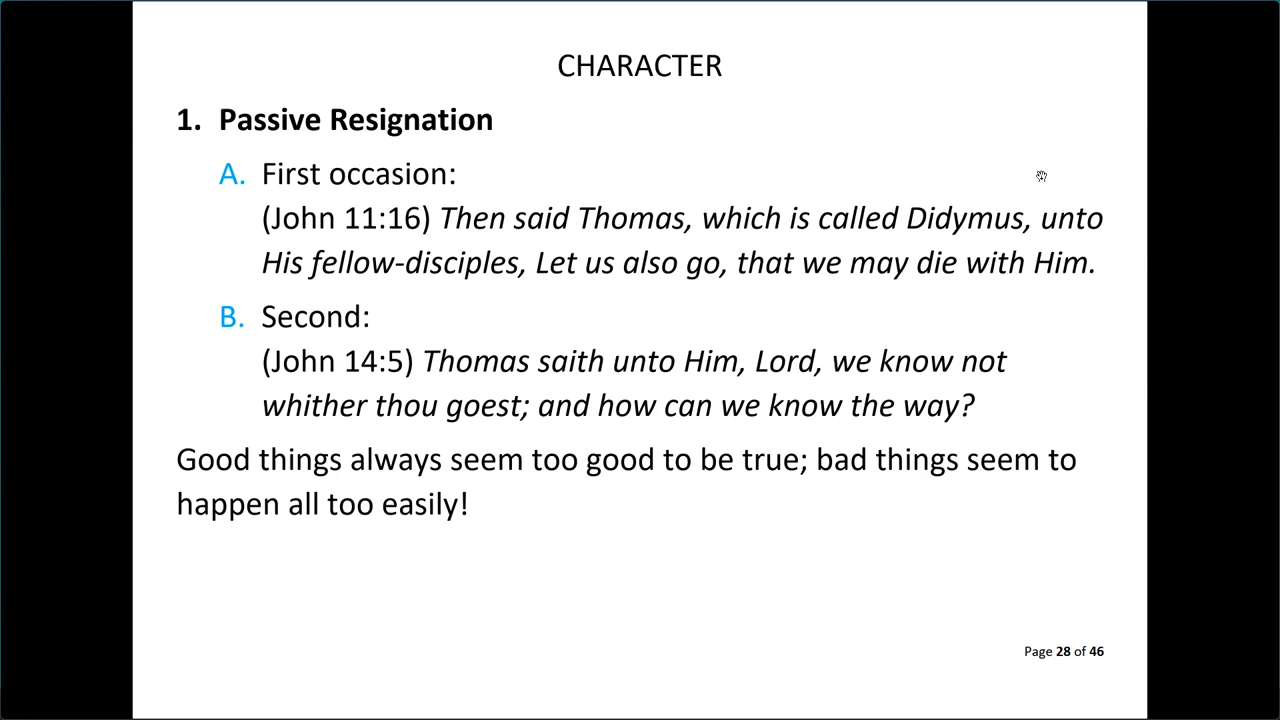 CHARACTER
1. Passive Resignation
A. First occasion:
(John 11:16) Then said Thomas, which is called Didymus, unto
His fellow-disciples, Let us also go, that we may die with Him.
B. Second:
(John 14:5) Thomas saith unto Him, Lord, we know not
whither thou goest; and how can we know the way?
Good things always seem too good to be true; bad things seem to
happen all too easily!
Page 28 of 46